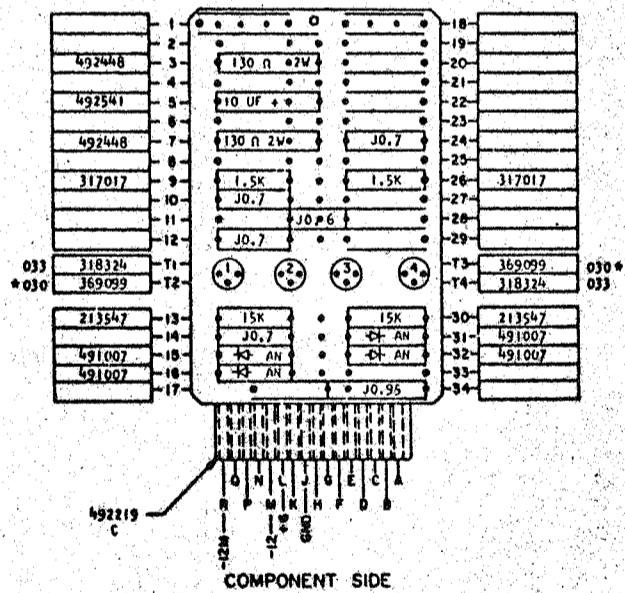 1 18
2 19
492448 3 130 Ω 2W 20
4 21
492541 5 10 UF + 22
6 23
492448 7 130 Ω 2W J0.7 24
8 25
317017 9 1.5K 1.5K 26 317017
10 J0.7 27
11 J0.6 28
12 J0.7 29
033 318324 T1 1 2 3 4 T3 369099 030*
*030 369099 T2 T4 318324 033
213547 13 15K 15K 30 213547
14 J0.7 AN 31 491007
491007 15 AN AN 32 491007
491007 16 AN 33
17 J0.95 34
Q N L J G E C A
R P M K H F D B
492219
C
-12M -12 +6 GND
COMPONENT SIDE